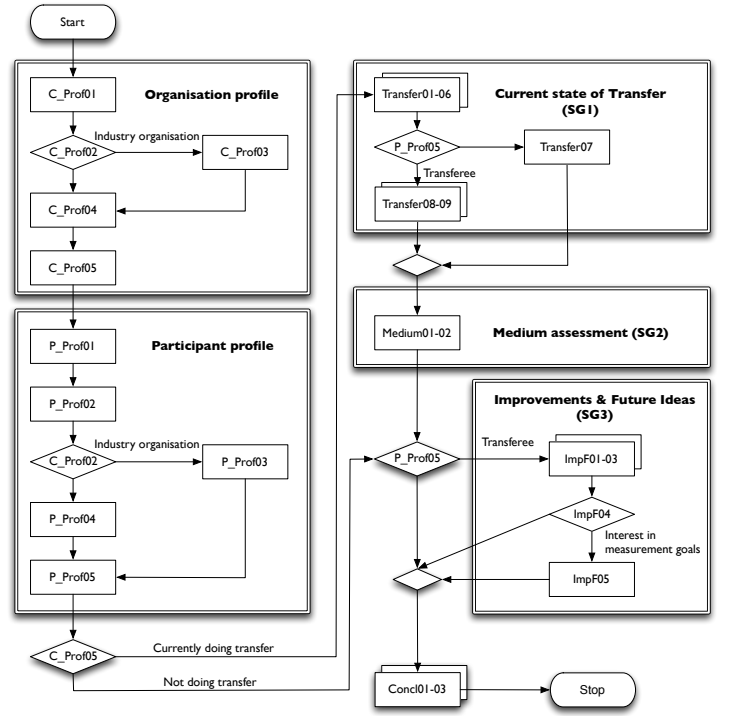 Start
Organisation profile
C_Prof01
Industry organisation
C_Prof02
C_Prof03
C_Prof04
C_Prof05
Participant profile
P_Prof01
P_Prof02
Industry organisation
C_Prof02
P_Prof03
P_Prof04
P_Prof05
C_Prof05
Currently doing transfer
Not doing transfer
Current state of Transfer
(SG1)
Transfer01-06
P_Prof05
Transfer07
Transferee
Transfer08-09
Medium assessment (SG2)
Medium01-02
Improvements & Future Ideas
(SG3)
P_Prof05
Transferee
ImpF01-03
ImpF04
Interest in
measurement goals
ImpF05
Concl01-03
Stop